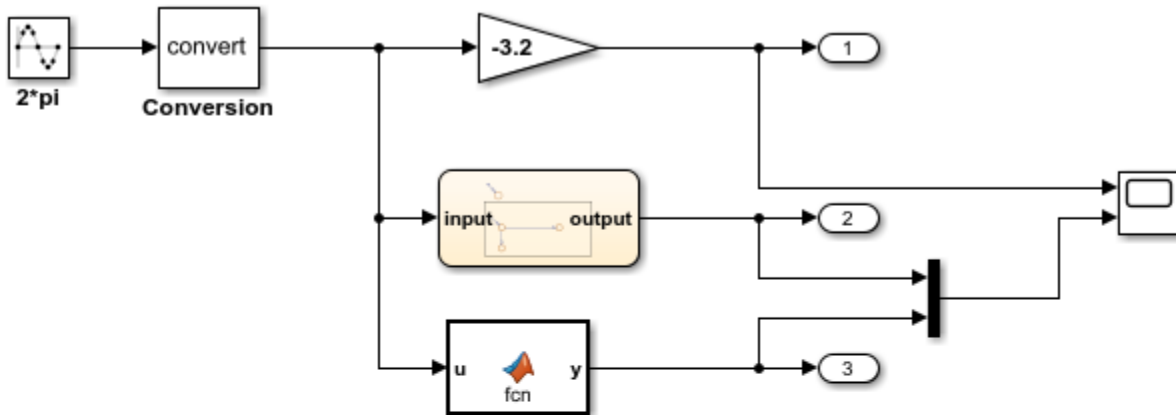 convert
-3.2
1
2*pi
Conversion
input output
2
u y
fcn
3